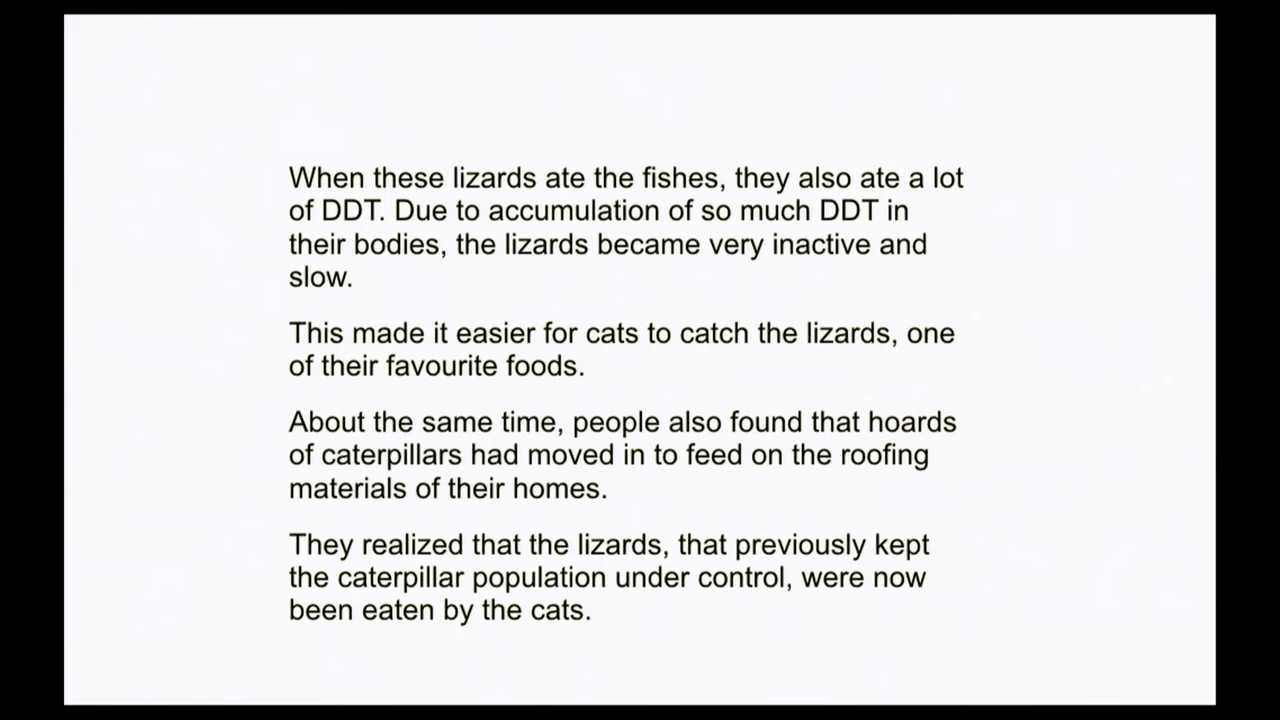 When these lizards ate the fishes, they also ate a lot
of DDT. Due to accumulation of so much DDT in
their bodies, the lizards became very inactive and
slow.
This made it easier for cats to catch the lizards, one
of their favourite foods.
About the same time, people also found that hoards
of caterpillars had moved in to feed on the roofing
materials of their homes.
They realized that the lizards, that previously kept
the caterpillar population under control, were now
been eaten by the cats.